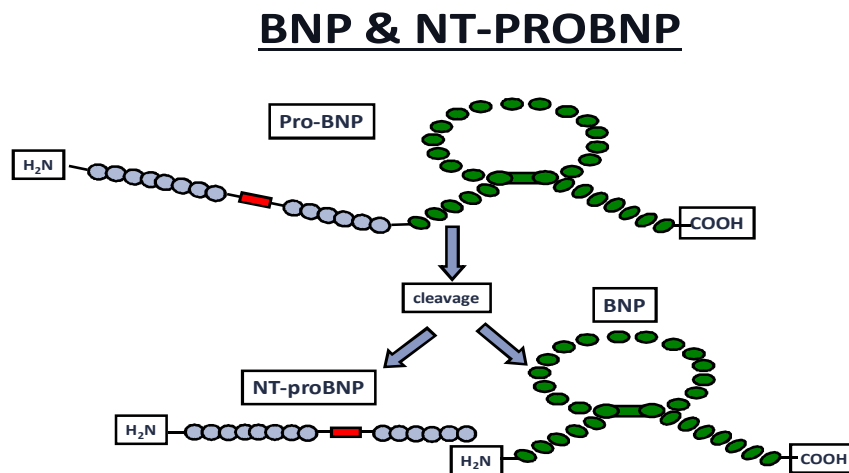 BNP & NT-PROBNP
Pro-BNP
H₂N
COOH
cleavage
BNP
NT-proBNP
H₂N
H₂N
COOH